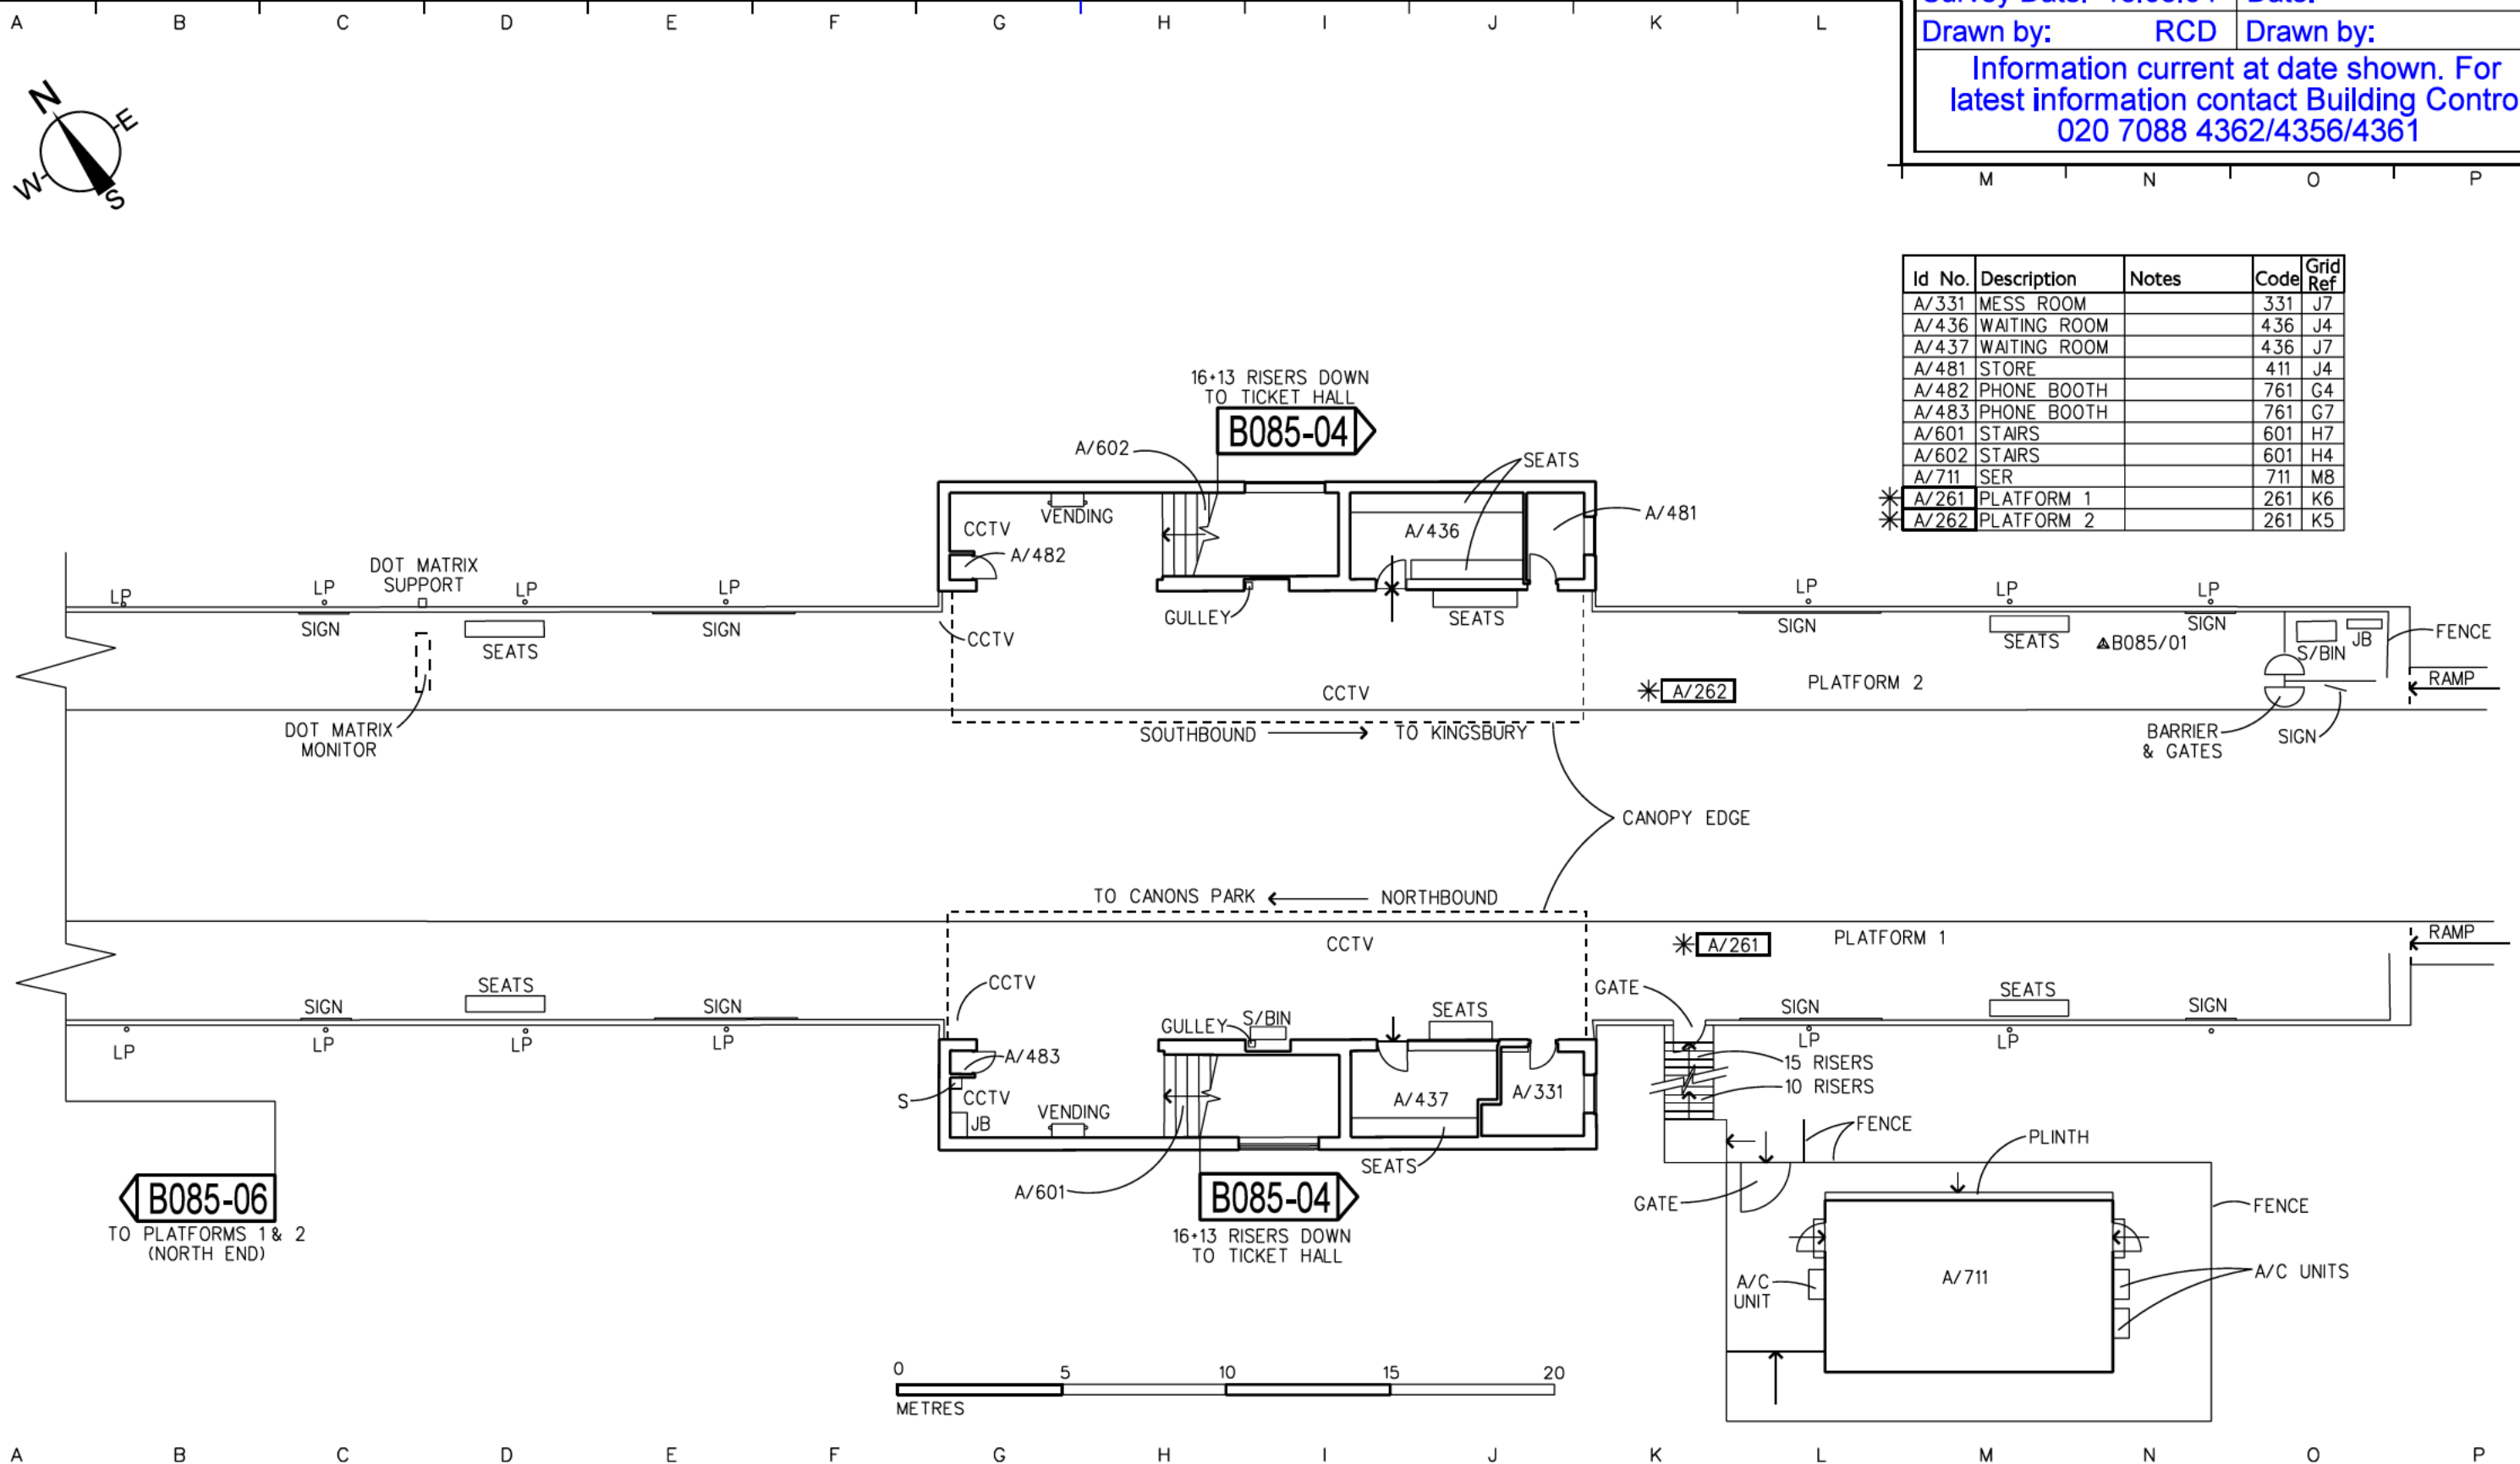 A B C D E F G H I J K L
Drawn by: RCD Drawn by:
Information current at date shown. For
latest information contact Building Contro
020 7088 4362/4356/4361
M N O P
N
E
W
S
Id No. Description Notes Code Grid Ref
A/331 MESS ROOM 331 J7
A/436 WAITING ROOM 436 J4
A/437 WAITING ROOM 436 J7
A/481 STORE 411 J4
A/482 PHONE BOOTH 761 G4
A/483 PHONE BOOTH 761 G7
A/601 STAIRS 601 H7
A/602 STAIRS 601 H4
A/711 SER 711 M8
A/261 PLATFORM 1 261 K6
A/262 PLATFORM 2 261 K5
16+13 RISERS DOWN
TO TICKET HALL
B085-04
A/602
SEATS
VENDING
CCTV
A/482
A/436
A/481
DOT MATRIX
SUPPORT
LP LP LP LP LP LP LP
SIGN SEATS SIGN
CCTV
GULLEY
SEATS
SIGN SEATS B085/01 SIGN
S/BIN JB
FENCE
RAMP
CCTV
A/262
PLATFORM 2
DOT MATRIX
MONITOR
SOUTHBOUND TO KINGSBURY
BARRIER
& GATES
SIGN
CANOPY EDGE
TO CANONS PARK NORTHBOUND
CCTV
A/261
PLATFORM 1
RAMP
CCTV
GATE
SIGN SEATS SIGN
GULLEY S/BIN SEATS
SIGN SEATS SIGN
LP LP LP LP LP LP
A/483
S
CCTV
JB
VENDING
A/437
A/331
15 RISERS
10 RISERS
FENCE
PLINTH
SEATS
A/601
B085-04
16+13 RISERS DOWN
TO TICKET HALL
B085-06
TO PLATFORMS 1 & 2
(NORTH END)
GATE
FENCE
A/C
UNIT
A/711
A/C UNITS
0 5 10 15 20
METRES
A B C D E F G H I J K L M N O P